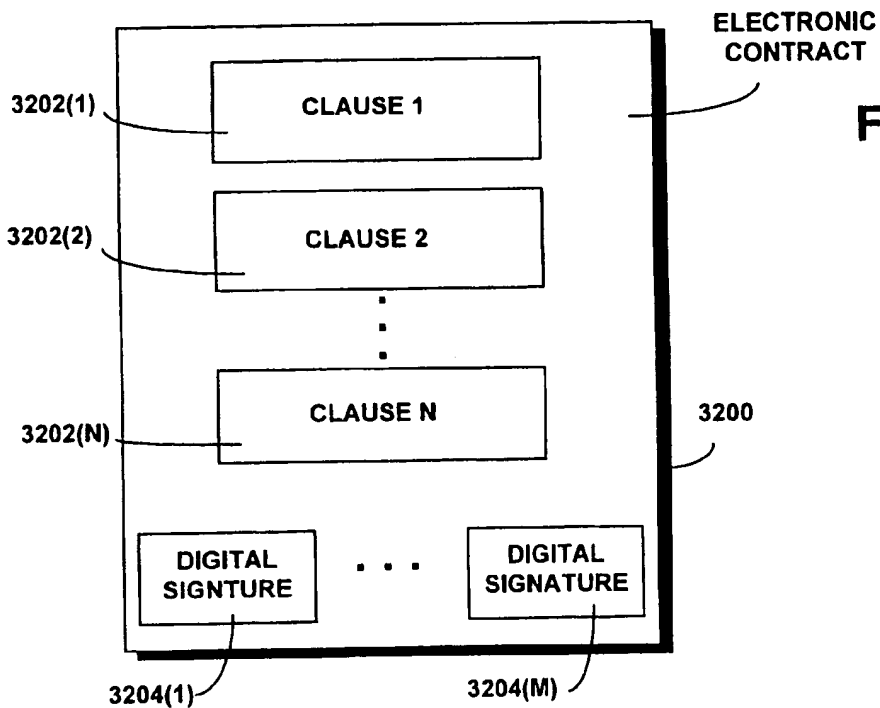 ELECTRONIC
CONTRACT
F
3202(1)
CLAUSE 1
3202(2)
CLAUSE 2
3202(N)
CLAUSE N
3200
DIGITAL
SIGNTURE
. . .
DIGITAL
SIGNATURE
3204(1)
3204(M)